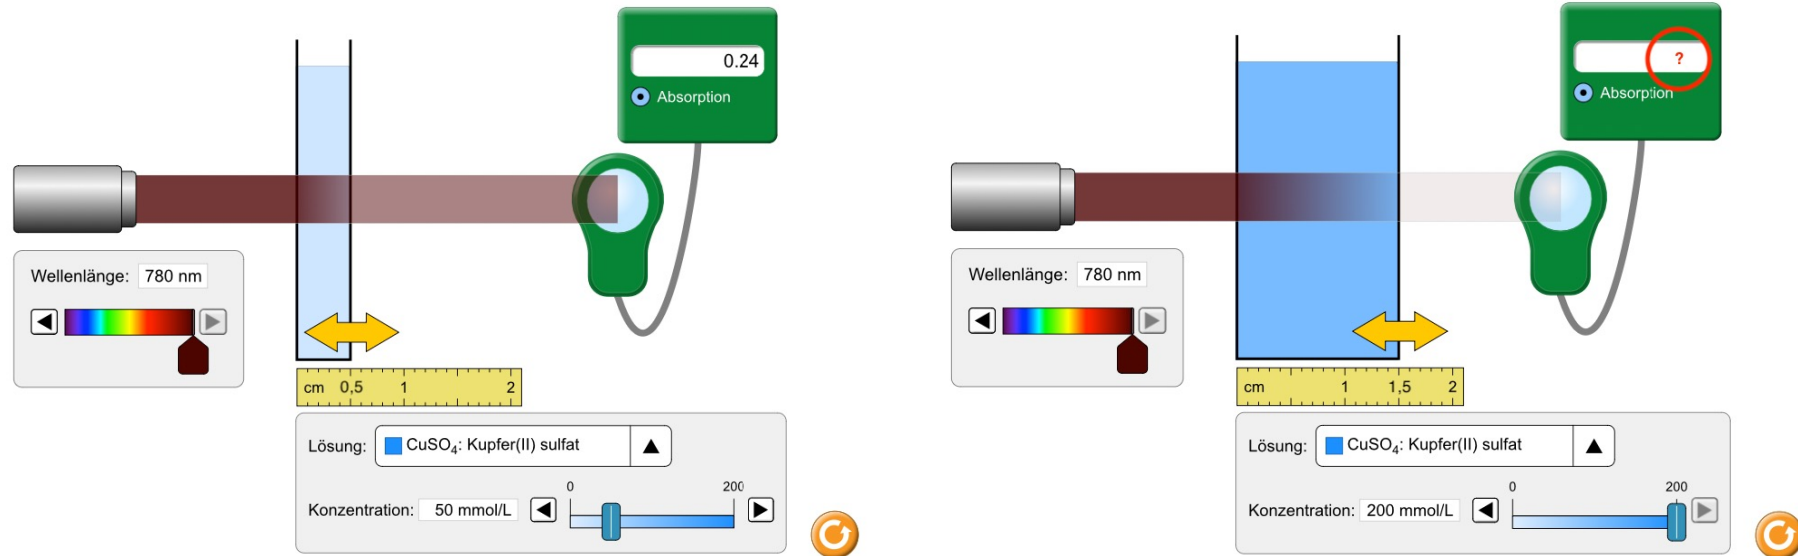 0.24
Absorption
Wellenlänge: 780 nm
cm 0,5 1 2
Lösung: CuSO₄: Kupfer(II) sulfat
0 200
Konzentration: 50 mmol/L
?
Absorption
Wellenlänge: 780 nm
cm 1 1,5 2
Lösung: CuSO₄: Kupfer(II) sulfat
0 200
Konzentration: 200 mmol/L